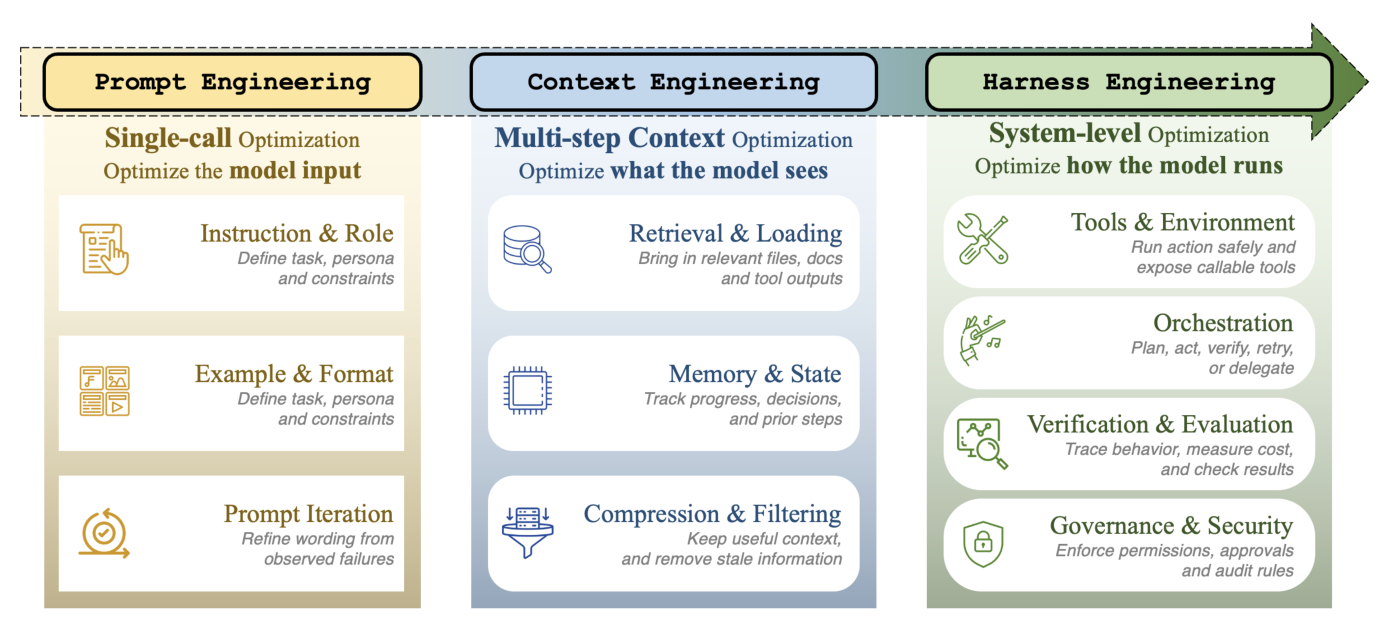 Prompt Engineering
Single-call Optimization
Optimize the model input
Instruction & Role
Define task, persona
and constraints
Example & Format
Define task, persona
and constraints
Prompt Iteration
Refine wording from
observed failures
Context Engineering
Multi-step Context Optimization
Optimize what the model sees
Retrieval & Loading
Bring in relevant files, docs
and tool outputs
Memory & State
Track progress, decisions,
and prior steps
Compression & Filtering
Keep useful context,
and remove stale information
Harness Engineering
System-level Optimization
Optimize how the model runs
Tools & Environment
Run action safely and
expose callable tools
Orchestration
Plan, act, verify, retry,
or delegate
Verification & Evaluation
Trace behavior, measure cost,
and check results
Governance & Security
Enforce permissions, approvals
and audit rules